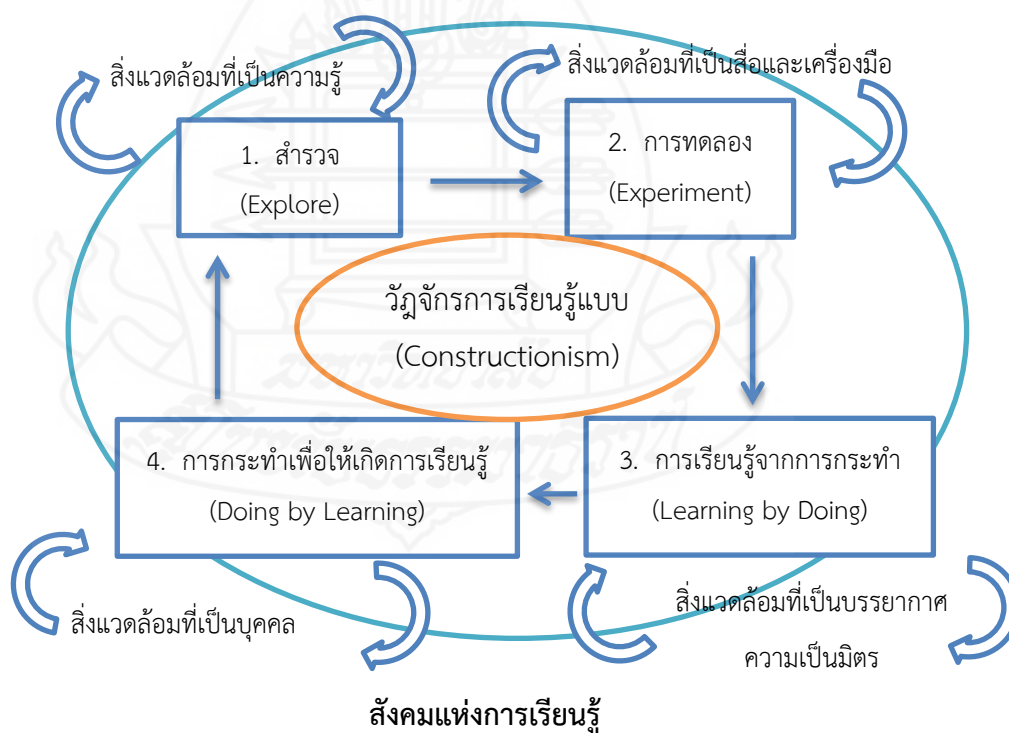 สิ่งแวดล้อมที่เป็นความรู้
สิ่งแวดล้อมที่เป็นสื่อและเครื่องมือ
1. สำรวจ
(Explore)
2. การทดลอง
(Experiment)
วัฎจักรการเรียนรู้แบบ
(Constructionism)
4. การกระทำเพื่อให้เกิดการเรียนรู้
(Doing by Learning)
3. การเรียนรู้จากการกระทำ
(Learning by Doing)
สิ่งแวดล้อมที่เป็นบุคคล
สิ่งแวดล้อมที่เป็นบรรยากาศ
ความเป็นมิตร
สังคมแห่งการเรียนรู้